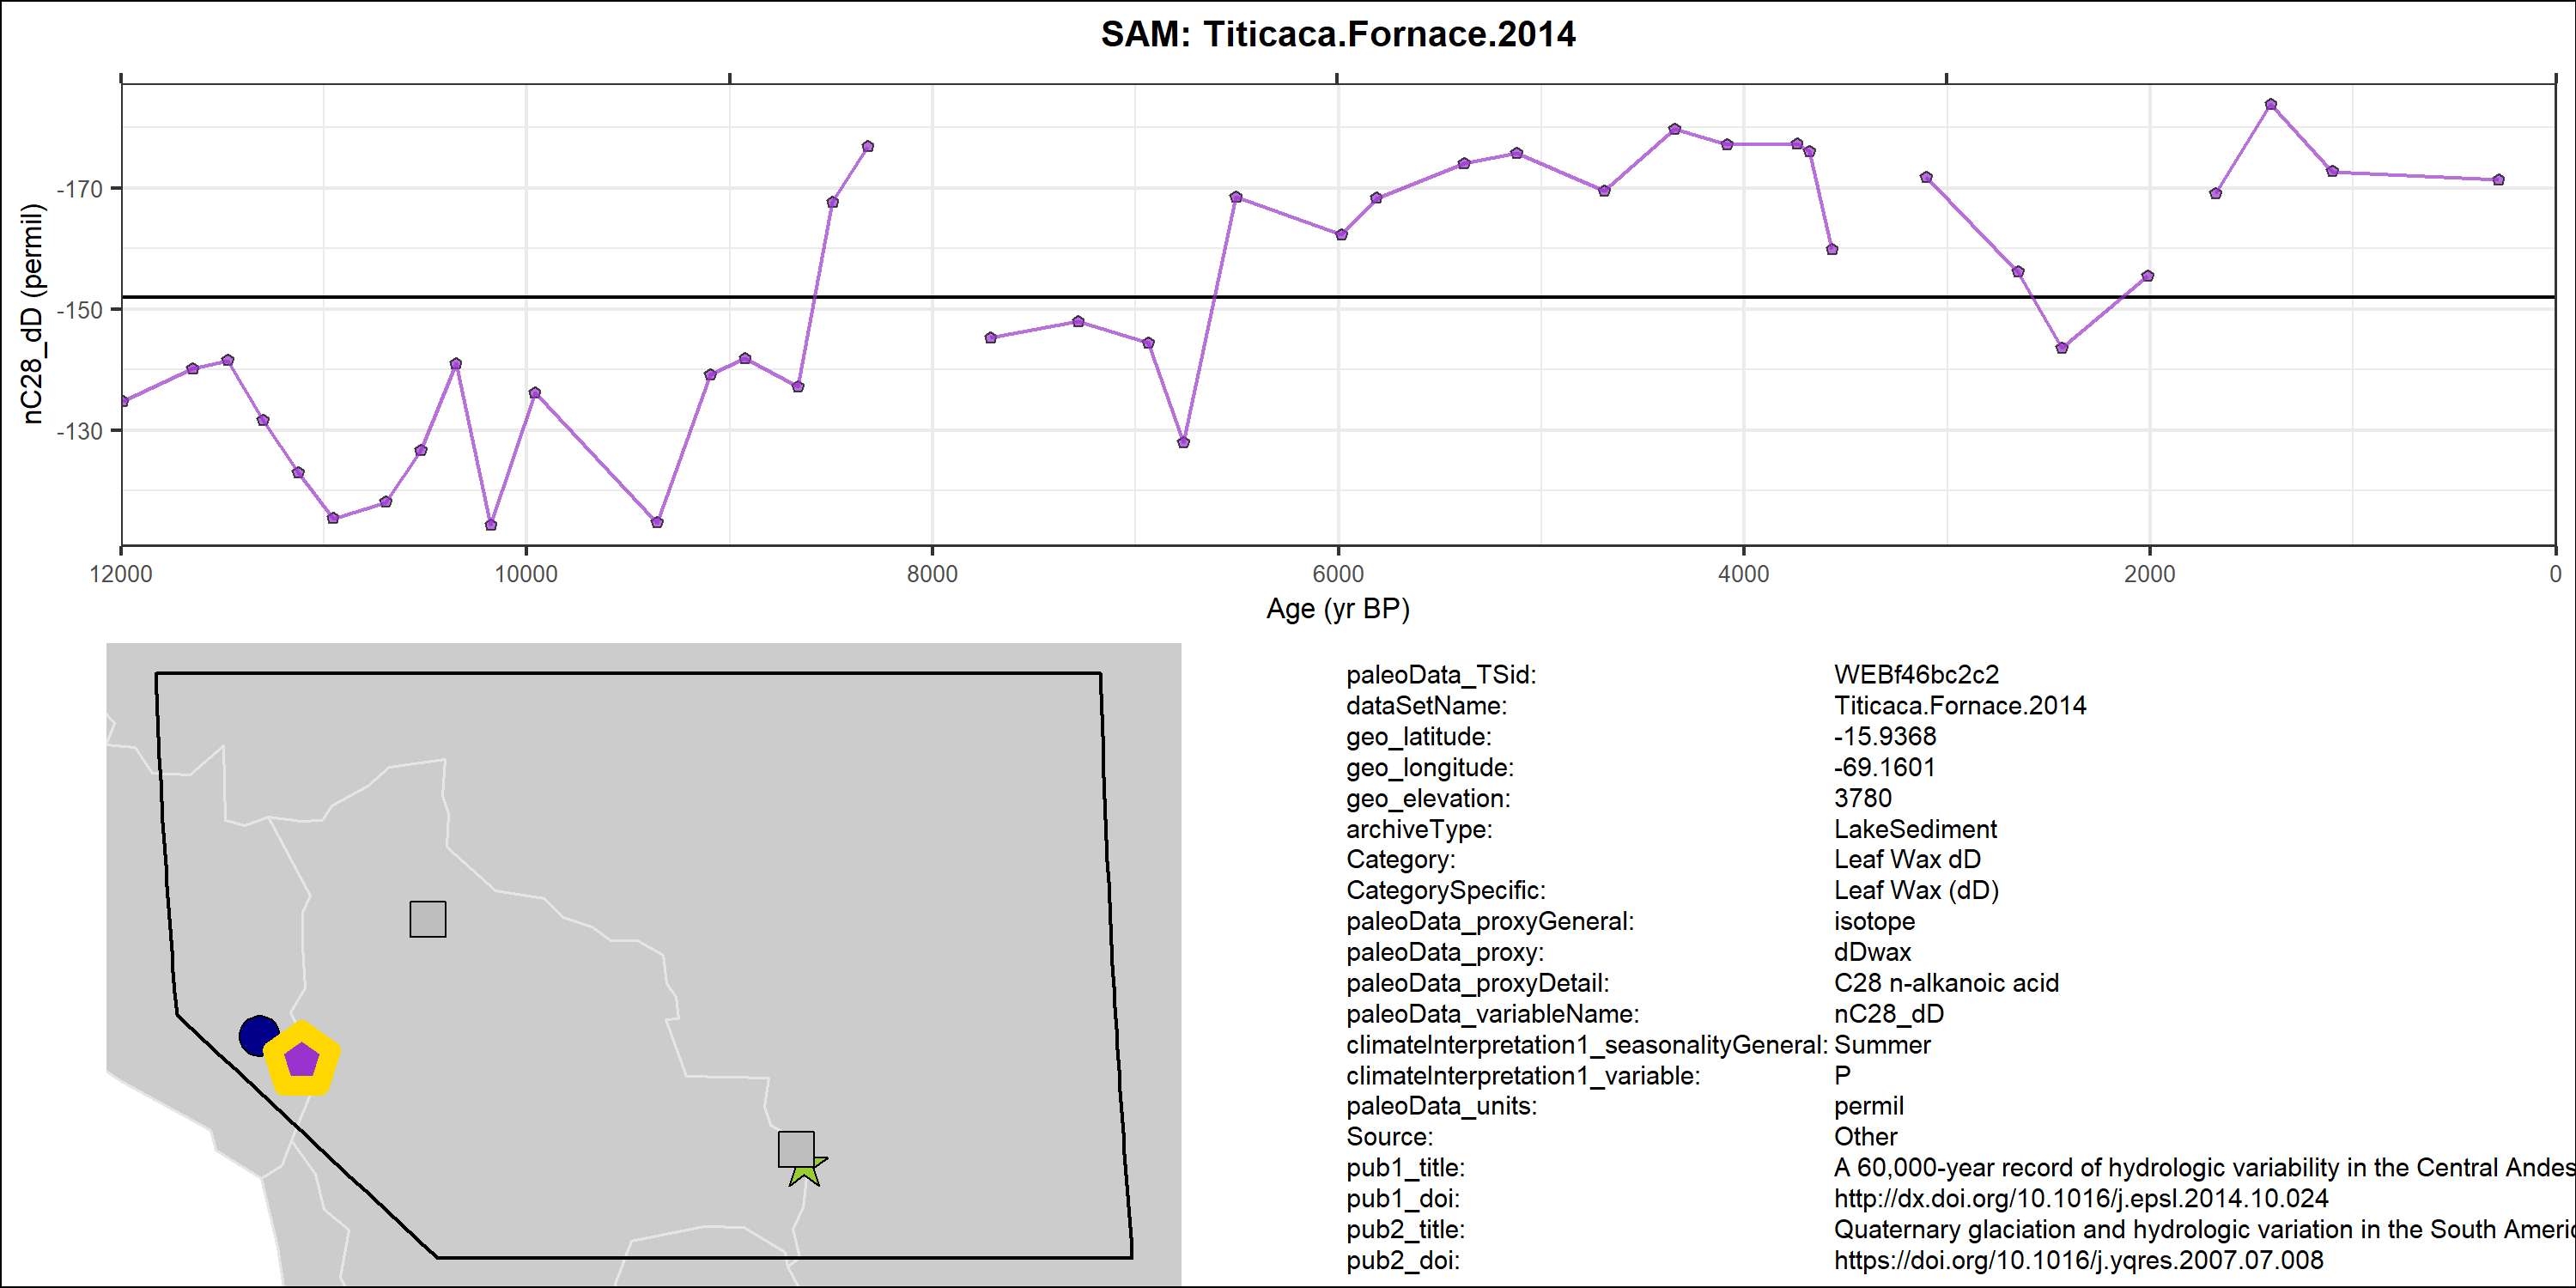 SAM: Titicaca.Fornace.2014
nC28_dD (permil)
-170
-150
-130
12000 10000 8000 6000 4000 2000 0
Age (yr BP)
paleoData_TSid: WEBf46bc2c2
dataSetName: Titicaca.Fornace.2014
geo_latitude: -15.9368
geo_longitude: -69.1601
geo_elevation: 3780
archiveType: LakeSediment
Category: Leaf Wax dD
CategorySpecific: Leaf Wax (dD)
paleoData_proxyGeneral: isotope
paleoData_proxy: dDwax
paleoData_proxyDetail: C28 n-alkanoic acid
paleoData_variableName: nC28_dD
climateInterpretation1_seasonalityGeneral: Summer
climateInterpretation1_variable: P
paleoData_units: permil
Source: Other
pub1_title: A 60,000-year record of hydrologic variability in the Central Andes
pub1_doi: http://dx.doi.org/10.1016/j.epsl.2014.10.024
pub2_title: Quaternary glaciation and hydrologic variation in the South Americ
pub2_doi: https://doi.org/10.1016/j.yqres.2007.07.008